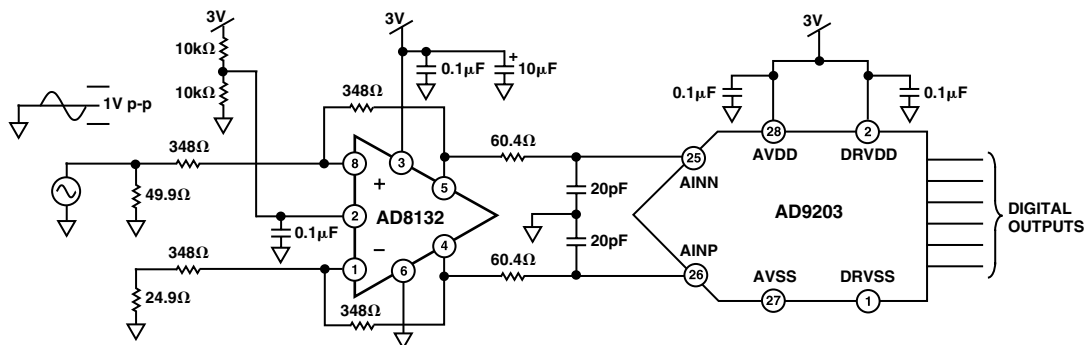 3V
10kΩ
10kΩ
1V p-p
348Ω
49.9Ω
0.1μF
348Ω
24.9Ω
3V
0.1μF
+
10μF
348Ω
8
+
3
5
2
AD8132
−
1
6
4
348Ω
60.4Ω
20pF
20pF
60.4Ω
3V
0.1μF
0.1μF
28
2
AVDD
DRVDD
25
AINN
AD9203
AINP
26
AVSS
DRVSS
27
1
DIGITAL
OUTPUTS